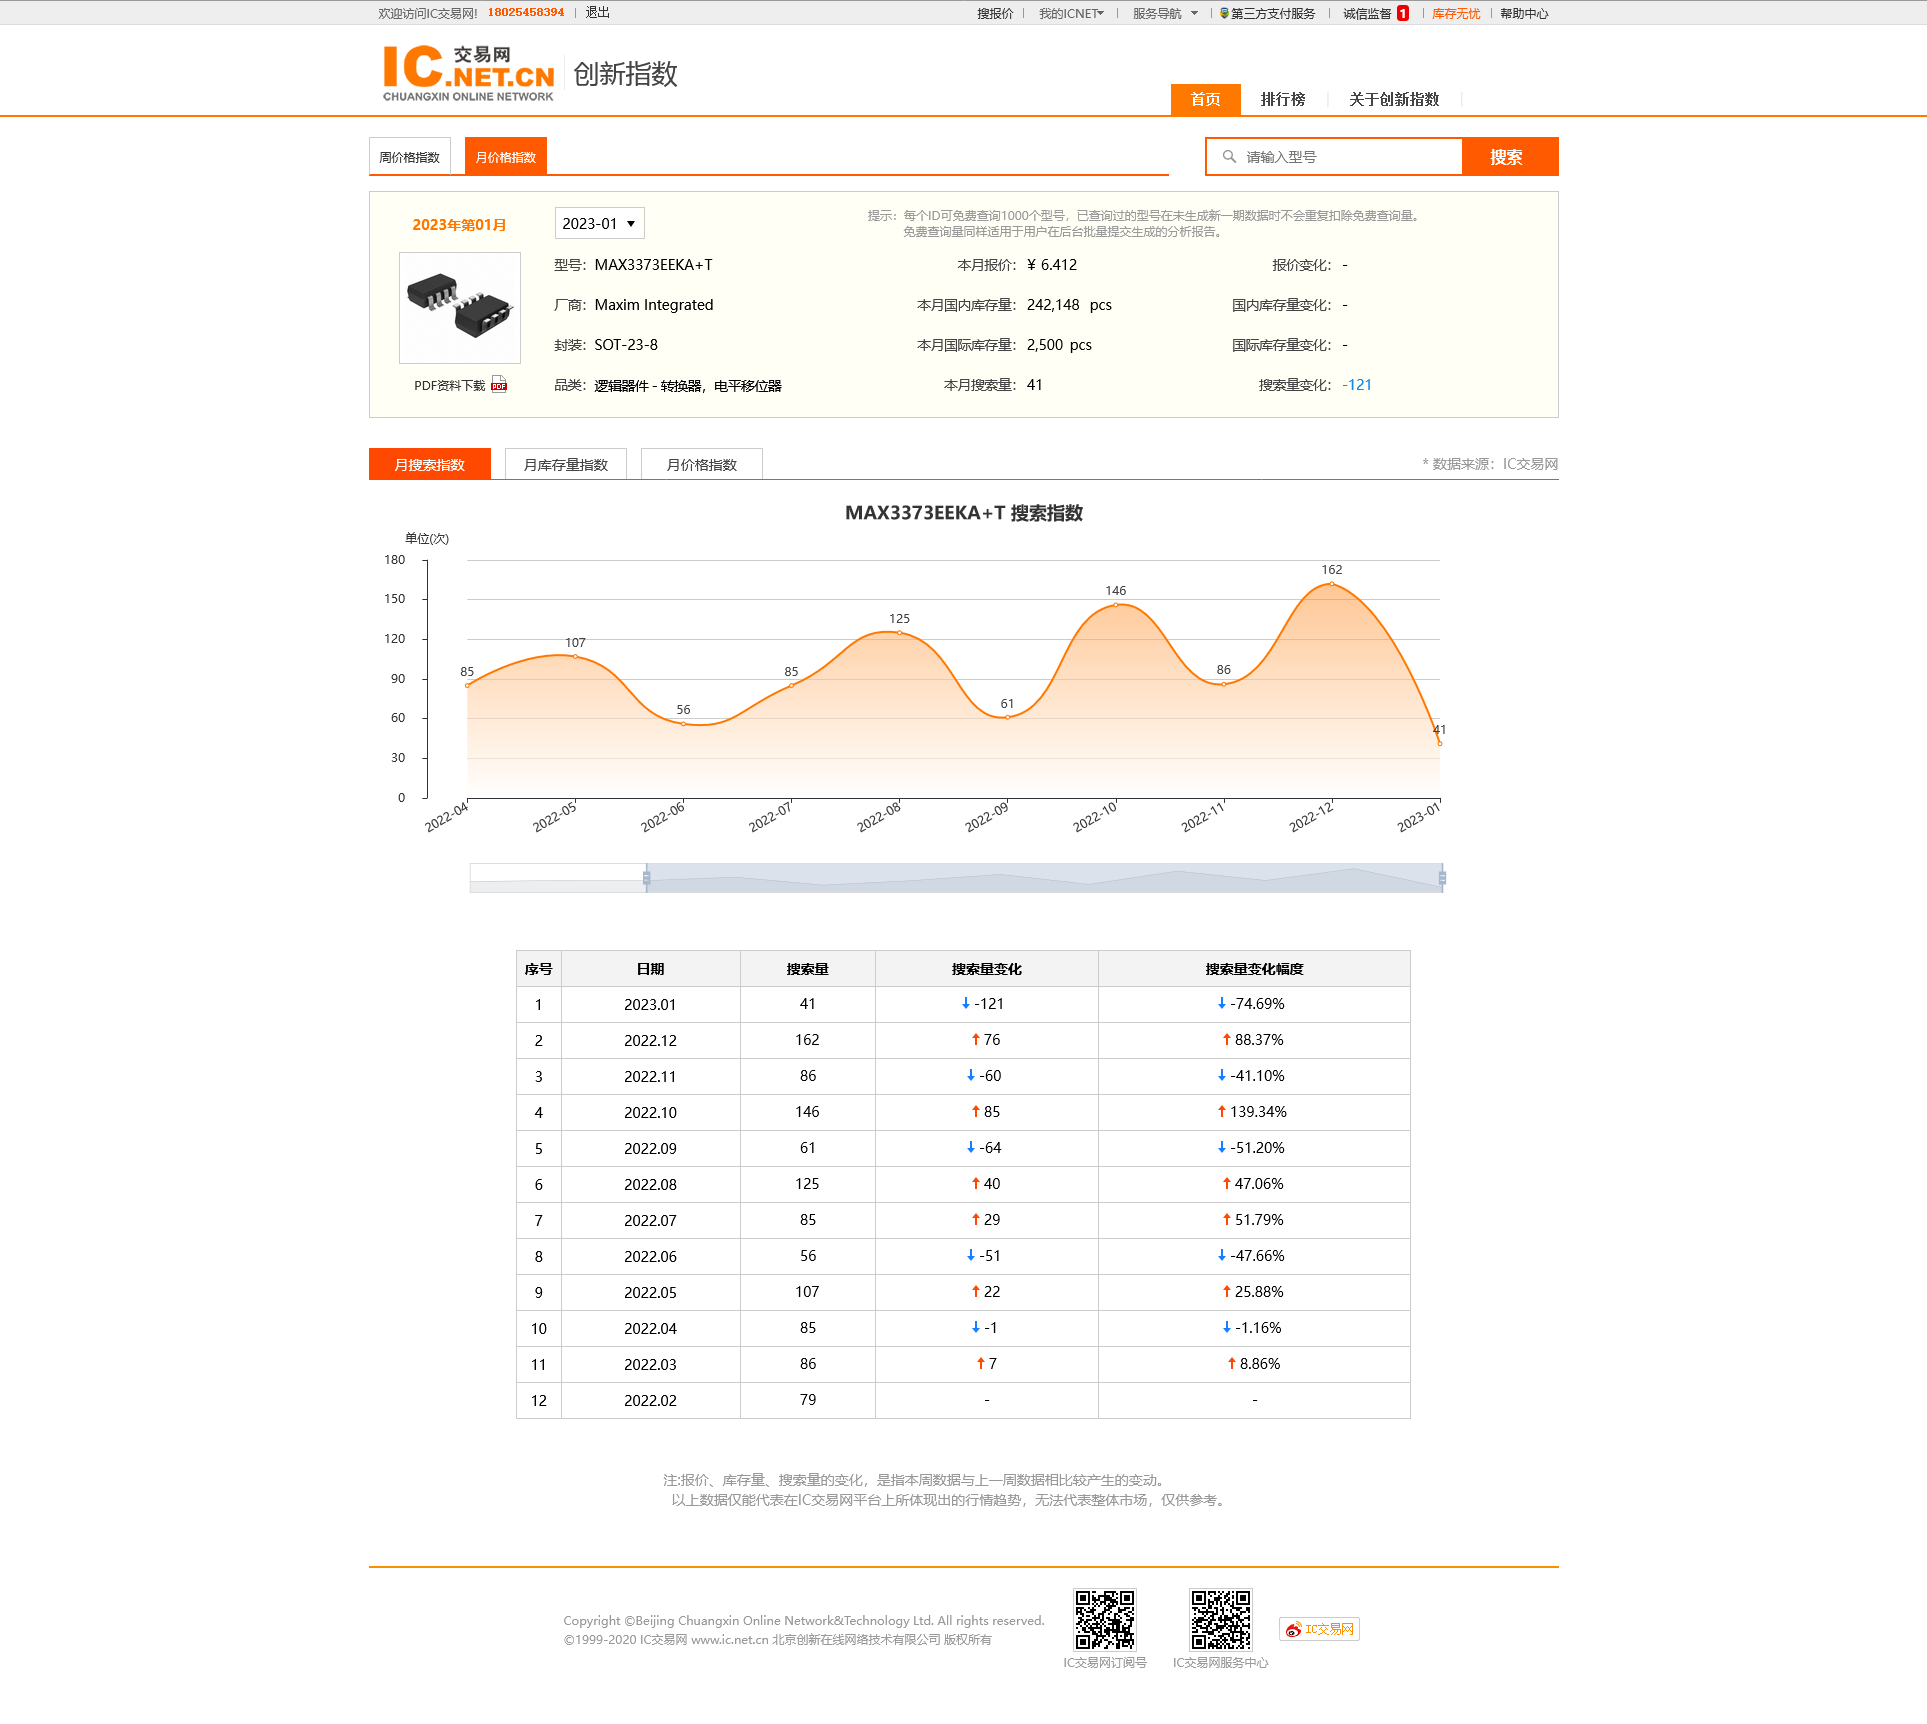 欢迎访问IC交易网! 18025458394 退出 搜报价 我的ICNET 服务导航 第三方支付服务 诚信监督 1 库存无忧 帮助中心
IC.NET.CN 交易网
CHUANGXIN ONLINE NETWORK
创新指数
首页 排行榜 关于创新指数
周价格指数 月价格指数 请输入型号 搜索
2023年第01月 2023-01
提示：每个ID可免费查询1000个型号，已查询过的型号在未生成新一期数据时不会重复扣除免费查询量。
免费查询量同样适用于用户在后台批量提交生成的分析报告。
型号：MAX3373EEKA+T 本月报价：¥ 6.412 报价变化：-
厂商：Maxim Integrated 本月国内库存量：242,148 pcs 国内库存量变化：-
封装：SOT-23-8 本月国际库存量：2,500 pcs 国际库存量变化：-
PDF资料下载 PDF 品类：逻辑器件 - 转换器，电平移位器 本月搜索量：41 搜索量变化：-121
月搜索指数 月库存量指数 月价格指数 * 数据来源：IC交易网
MAX3373EEKA+T 搜索指数
单位(次)
180
150
120
90
60
30
0
85 107 56 85 125 61 146 86 162 41
2022-04 2022-05 2022-06 2022-07 2022-08 2022-09 2022-10 2022-11 2022-12 2023-01
序号 日期 搜索量 搜索量变化 搜索量变化幅度
1 2023.01 41 ↓ -121 ↓ -74.69%
2 2022.12 162 ↑ 76 ↑ 88.37%
3 2022.11 86 ↓ -60 ↓ -41.10%
4 2022.10 146 ↑ 85 ↑ 139.34%
5 2022.09 61 ↓ -64 ↓ -51.20%
6 2022.08 125 ↑ 40 ↑ 47.06%
7 2022.07 85 ↑ 29 ↑ 51.79%
8 2022.06 56 ↓ -51 ↓ -47.66%
9 2022.05 107 ↑ 22 ↑ 25.88%
10 2022.04 85 ↓ -1 ↓ -1.16%
11 2022.03 86 ↑ 7 ↑ 8.86%
12 2022.02 79 - -
注:报价、库存量、搜索量的变化，是指本周数据与上一周数据相比较产生的变动。
以上数据仅能代表在IC交易网平台上所体现出的行情趋势，无法代表整体市场，仅供参考。
Copyright ©Beijing Chuangxin Online Network&Technology Ltd. All rights reserved.
©1999-2020 IC交易网 www.ic.net.cn 北京创新在线网络技术有限公司 版权所有
IC交易网订阅号 IC交易网服务中心 IC交易网